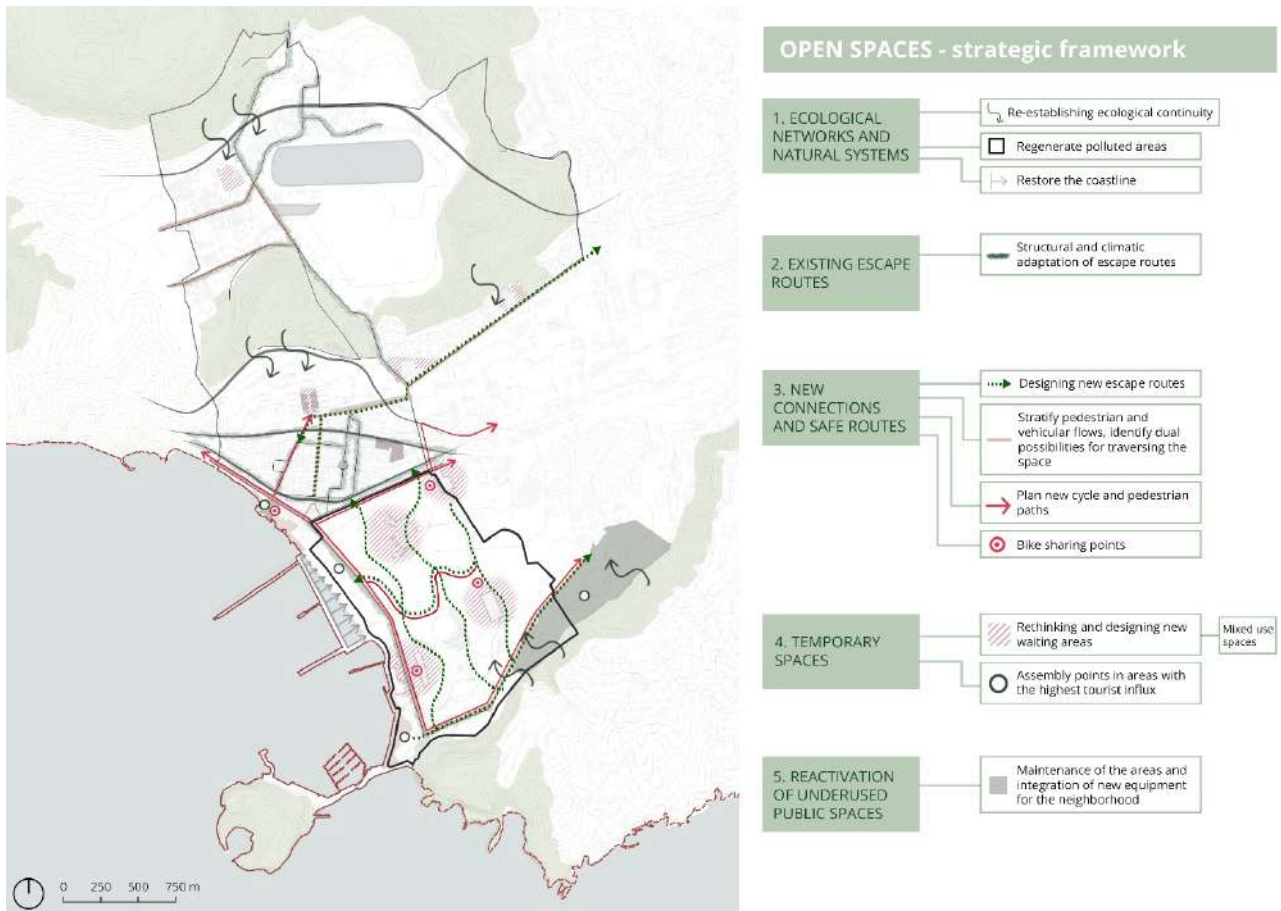 OPEN SPACES - strategic framework
1. ECOLOGICAL
NETWORKS AND
NATURAL SYSTEMS
Re-establishing ecological continuity
Regenerate polluted areas
Restore the coastline
2. EXISTING ESCAPE
ROUTES
Structural and climatic
adaptation of escape routes
3. NEW
CONNECTIONS
AND SAFE ROUTES
Designing new escape routes
Stratify pedestrian and
vehicular flows, identify dual
possibilities for traversing the
space
Plan new cycle and pedestrian
paths
Bike sharing points
4. TEMPORARY
SPACES
Rethinking and designing new
waiting areas
Mixed use
spaces
Assembly points in areas with
the highest tourist influx
5. REACTIVATION
OF UNDERUSED
PUBLIC SPACES
Maintenance of the areas and
integration of new equipment
for the neighborhood
0 250 500 750 m